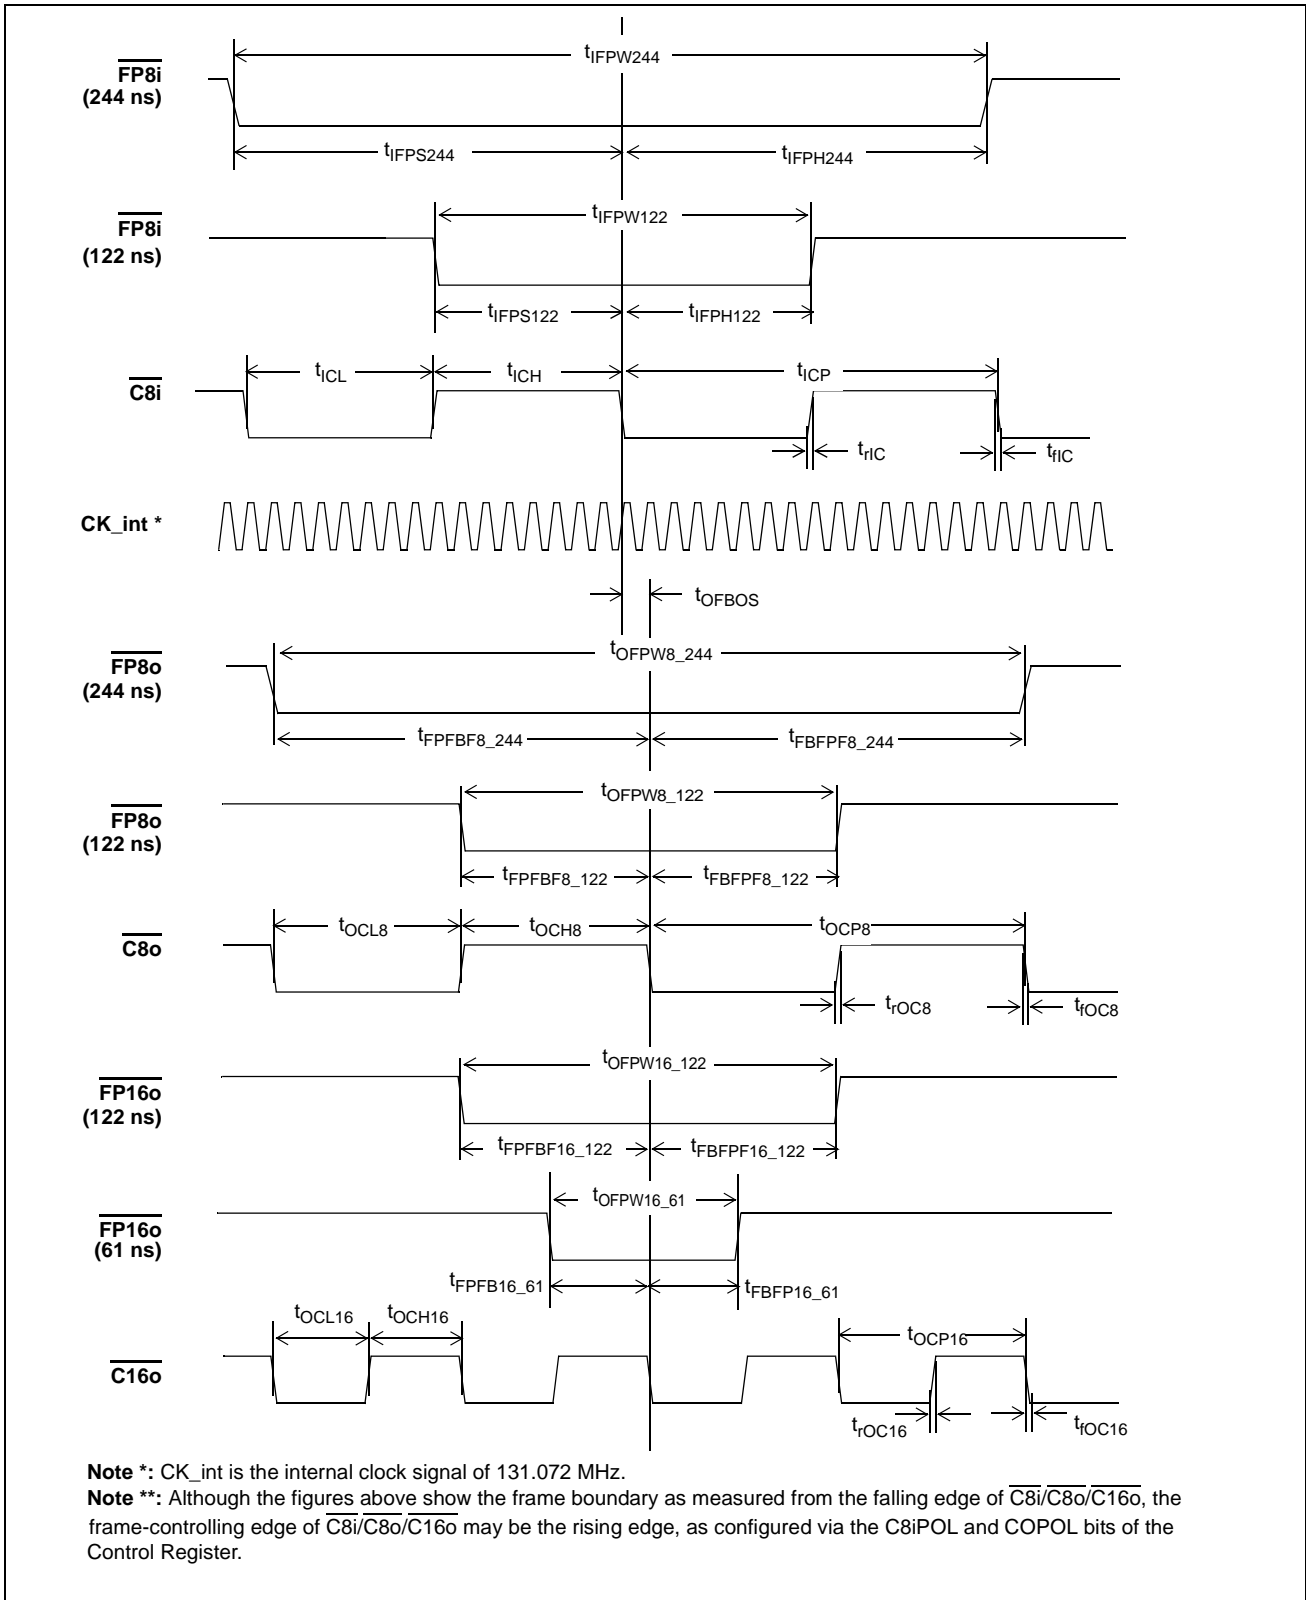 tIFPW244
FP8i
(244 ns)
tIFPS244 tIFPH244
tIFPW122
FP8i
(122 ns)
tIFPS122 tIFPH122
tICL tICH tICP
C8i
trIC tfIC
CK_int *
tOFBOS
tOFPW8_244
FP8o
(244 ns)
tFPFBF8_244 tFBFPF8_244
tOFPW8_122
FP8o
(122 ns)
tFPFBF8_122 tFBFPF8_122
tOCL8 tOCH8 tOCP8
C8o
trOC8 tfOC8
tOFPW16_122
FP16o
(122 ns)
tFPFBF16_122 tFBFPF16_122
tOFPW16_61
FP16o
(61 ns)
tFPFB16_61 tFBFP16_61
tOCL16 tOCH16 tOCP16
C16o
trOC16 tfOC16
Note *: CK_int is the internal clock signal of 131.072 MHz.
Note **: Although the figures above show the frame boundary as measured from the falling edge of C8i/C8o/C16o, the
frame-controlling edge of C8i/C8o/C16o may be the rising edge, as configured via the C8iPOL and COPOL bits of the
Control Register.